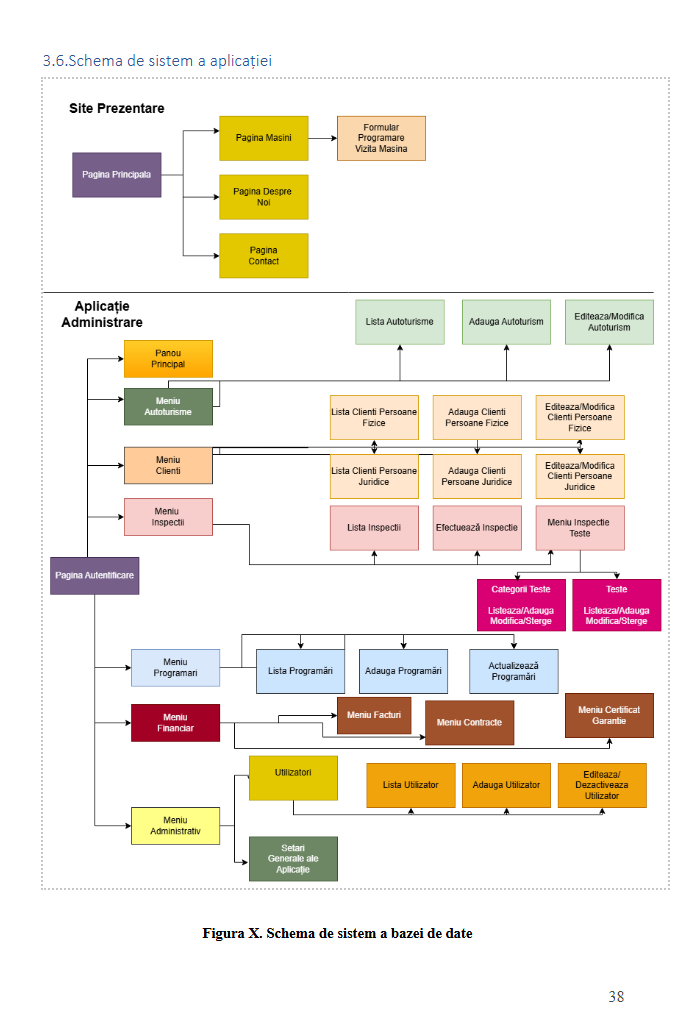 3.6.Schema de sistem a aplicației
Site Prezentare
Pagina Principala
Pagina Masini
Formular
Programare
Vizita Masina
Pagina Despre
Noi
Pagina
Contact
Aplicație
Administrare
Lista Autoturisme
Adauga Autoturism
Editeaza/Modifica
Autoturism
Panou
Principal
Meniu
Autoturisme
Lista Clienti Persoane
Fizice
Adauga Clienti
Persoane Fizice
Editeaza/Modifica
Clienti Persoane
Fizice
Meniu
Clienti
Lista Clienti Persoane
Juridice
Adauga Clienti
Persoane Juridice
Editeaza/Modifica
Clienti Persoane
Juridice
Meniu
Inspectii
Lista Inspectii
Efectuează Inspectie
Meniu Inspectie
Teste
Pagina Autentificare
Categorii Teste
Listeaza/Adauga
Modifica/Sterge
Teste
Listeaza/Adauga
Modifica/Sterge
Meniu
Programari
Lista Programări
Adauga Programări
Actualizează
Programări
Meniu
Financiar
Meniu Facturi
Meniu Contracte
Meniu Certificat
Garantie
Utilizatori
Lista Utilizator
Adauga Utilizator
Editeaza/
Dezactiveaza
Utilizator
Meniu
Administrativ
Setari
Generale ale
Aplicație
Figura X. Schema de sistem a bazei de date
38